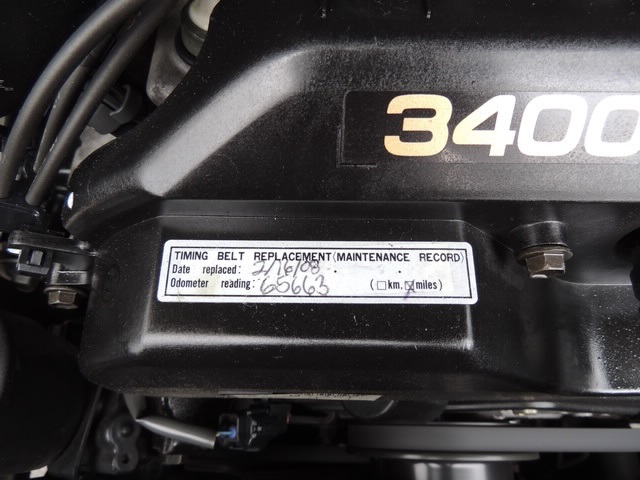 3400
TIMING BELT REPLACEMENT (MAINTENANCE RECORD)
Date replaced: 2/16/08 . .
Odometer reading: 65663 (□km. ☒miles)